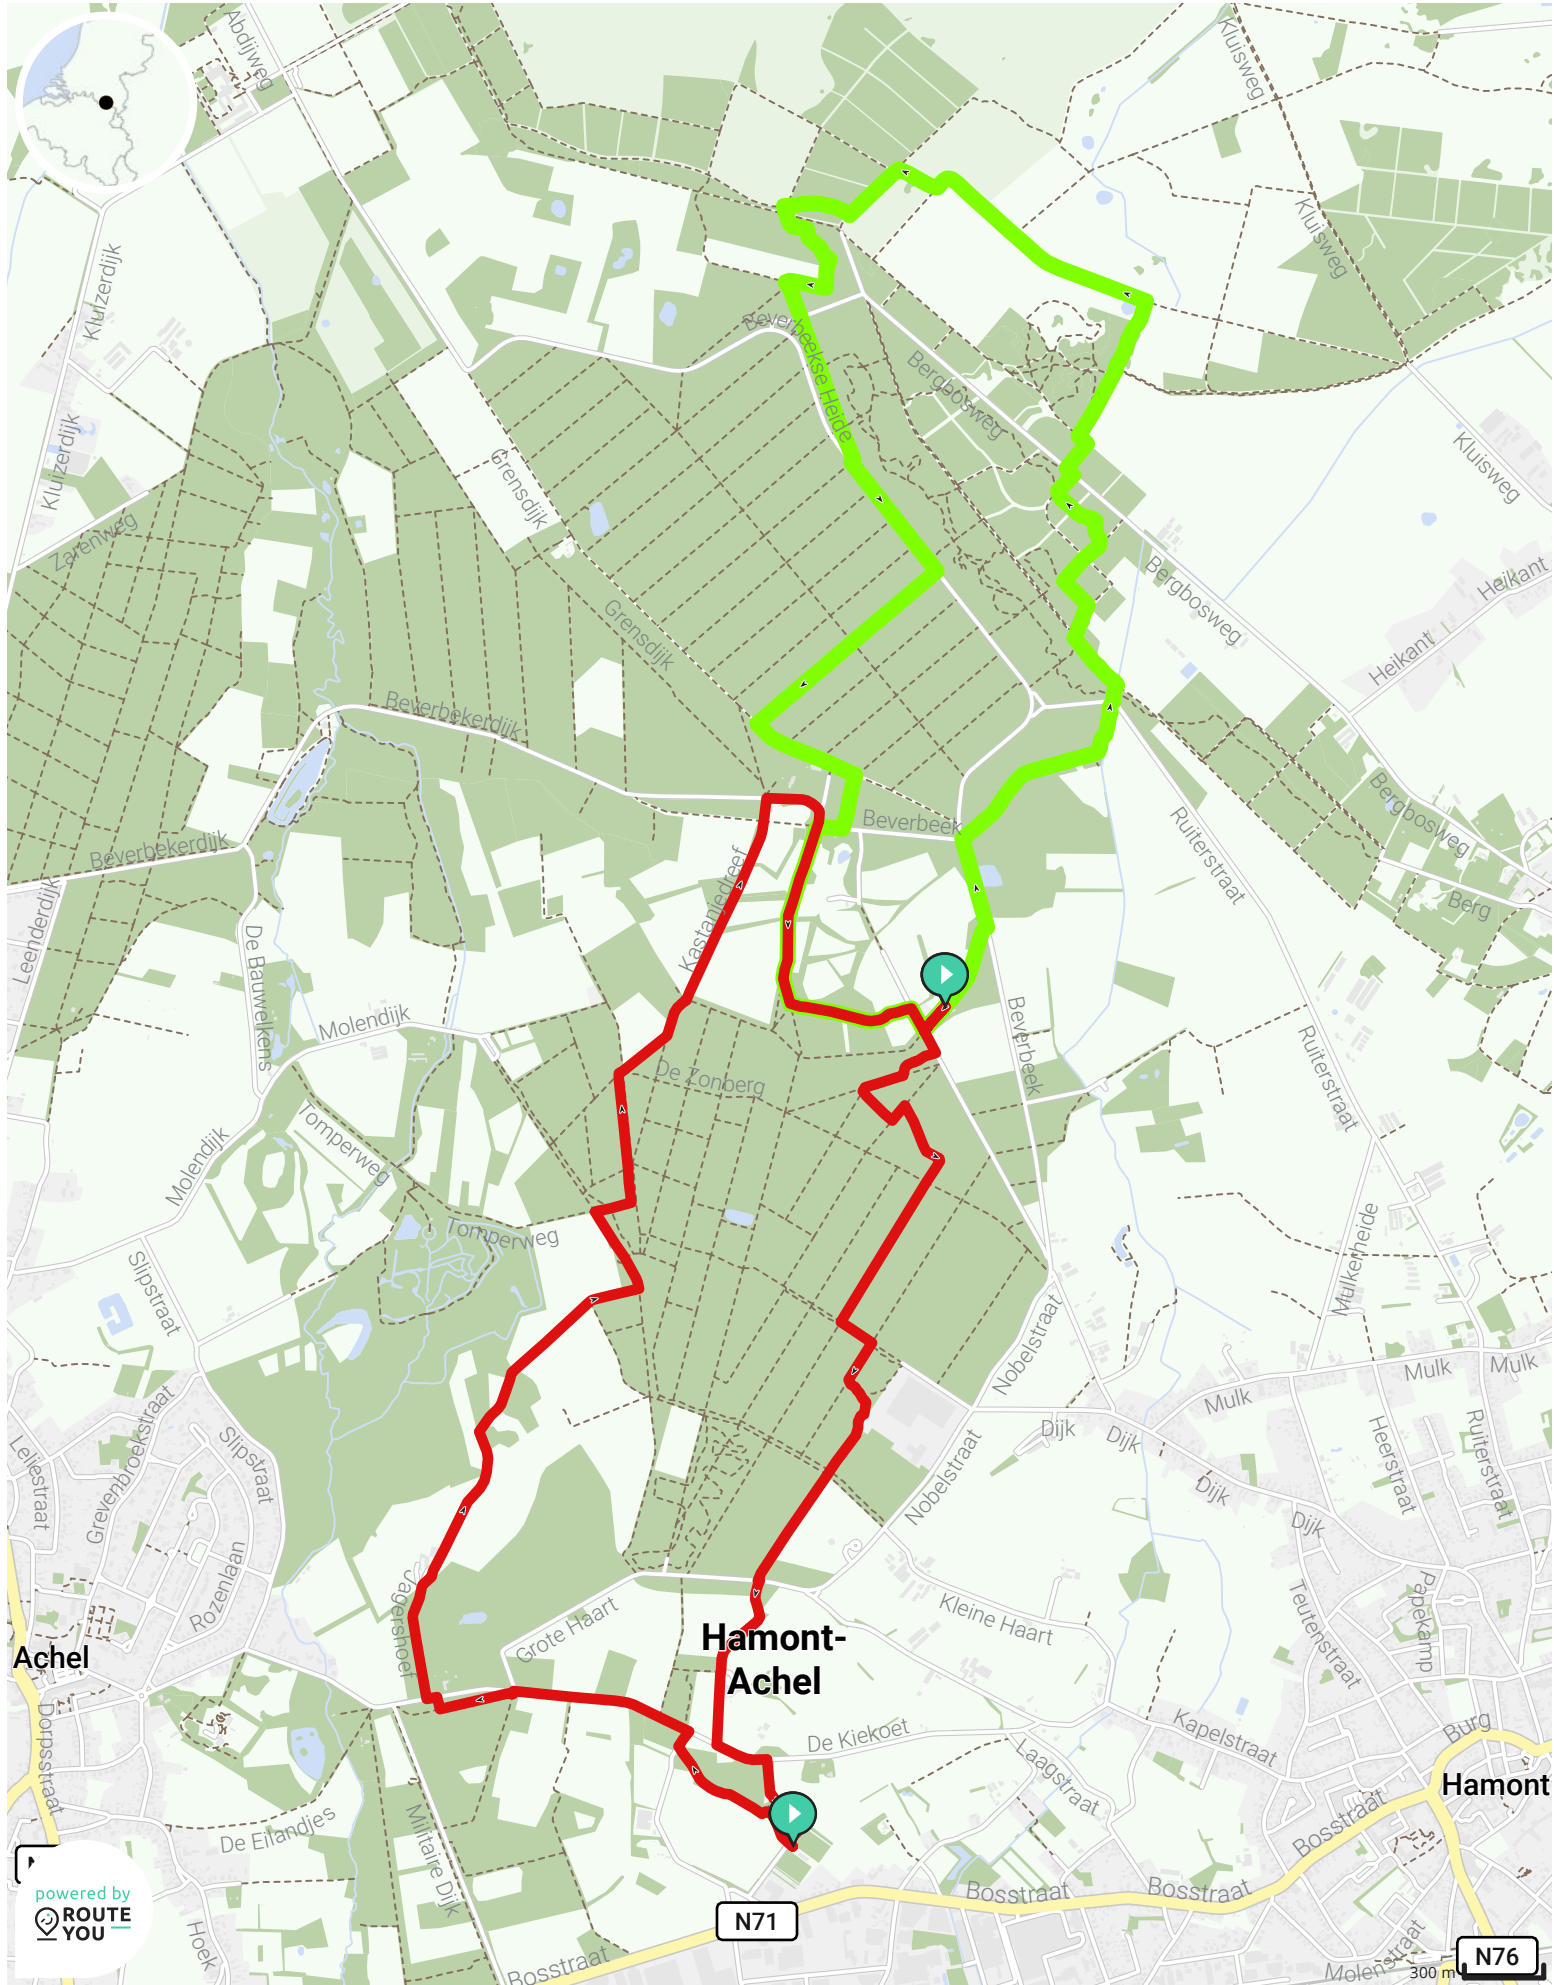 Abdijweg
Kluisweg
Kluisweg
Kluizerdijk
Beverbeekse Heide
Bergbosweg
Kluizerdijk
Grensdijk
Kluisweg
Zarenweg
Bergbosweg
Heikant
Grensdijk
Heikant
Beverbekerdijk
Bergbosweg
Beverbeek
Ruiterstraat
Beverbekerdijk
Kastanjedreef
Leenderdijk
Berg
De Bauwelkens
Molendijk
Beverbeek
Ruiterstraat
De Zonberg
Tomperweg
Molendijk
Tomperweg
Mulkerheide
Slipstraat
Nobelstraat
Mulk
Mulk
Mulk
Grevenbroekstraat
Leliestraat
Slipstraat
Dijk
Dijk
Heerstraat
Ruiterstraat
Nobelstraat
Dijk
Dijk
Rozenlaan
Jagershoef
Grote Haart
Kleine Haart
Teutenstraat
Papekamp
Hamont-
Achel
Achel
Dorpsstraat
De Kiekoet
Kapelstraat
Burg
Laagstraat
Hamont
De Eilandjes
Militaire Dijk
Bosstraat
powered by
ROUTE
YOU
N71
Bosstraat
Bosstraat
Hoek
Bosstraat
Molenstraat
N76
300 m